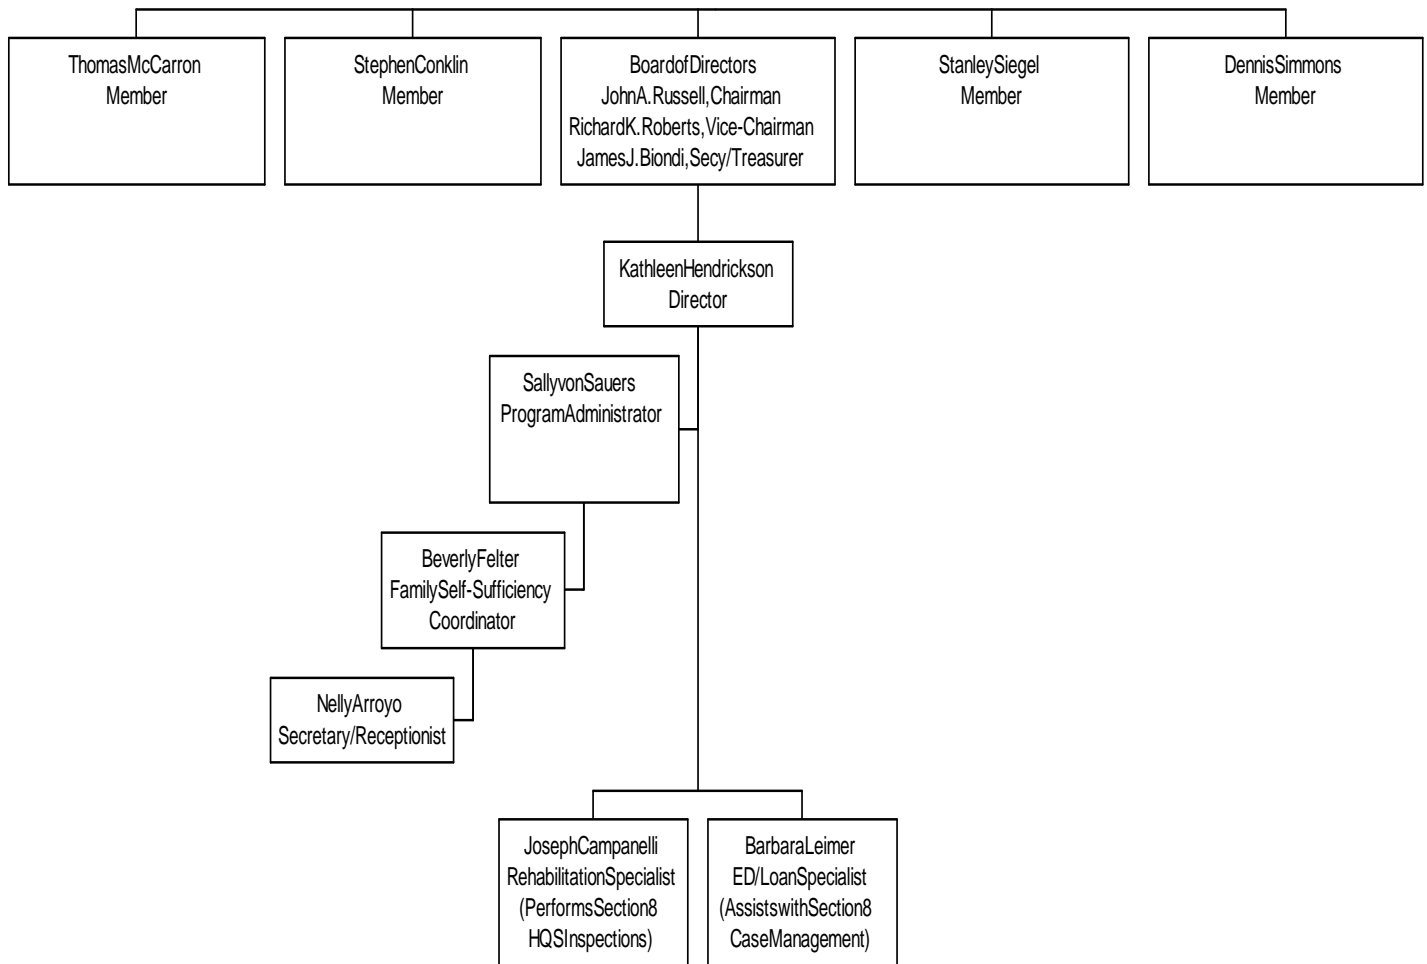 ThomasMcCarron
Member
StephenConklin
Member
BoardofDirectors
JohnA.Russell,Chairman
RichardK.Roberts,Vice-Chairman
JamesJ.Biondi,Secy/Treasurer
StanleySiegel
Member
DennisSimmons
Member
KathleenHendrickson
Director
SallyvonSauers
ProgramAdministrator
BeverlyFelter
FamilySelf-Sufficiency
Coordinator
NellyArroyo
Secretary/Receptionist
JosephCampanelli
RehabilitationSpecialist
(PerformsSection8
HQSInspections)
BarbaraLeimer
ED/LoanSpecialist
(AssistswithSection8
CaseManagement)